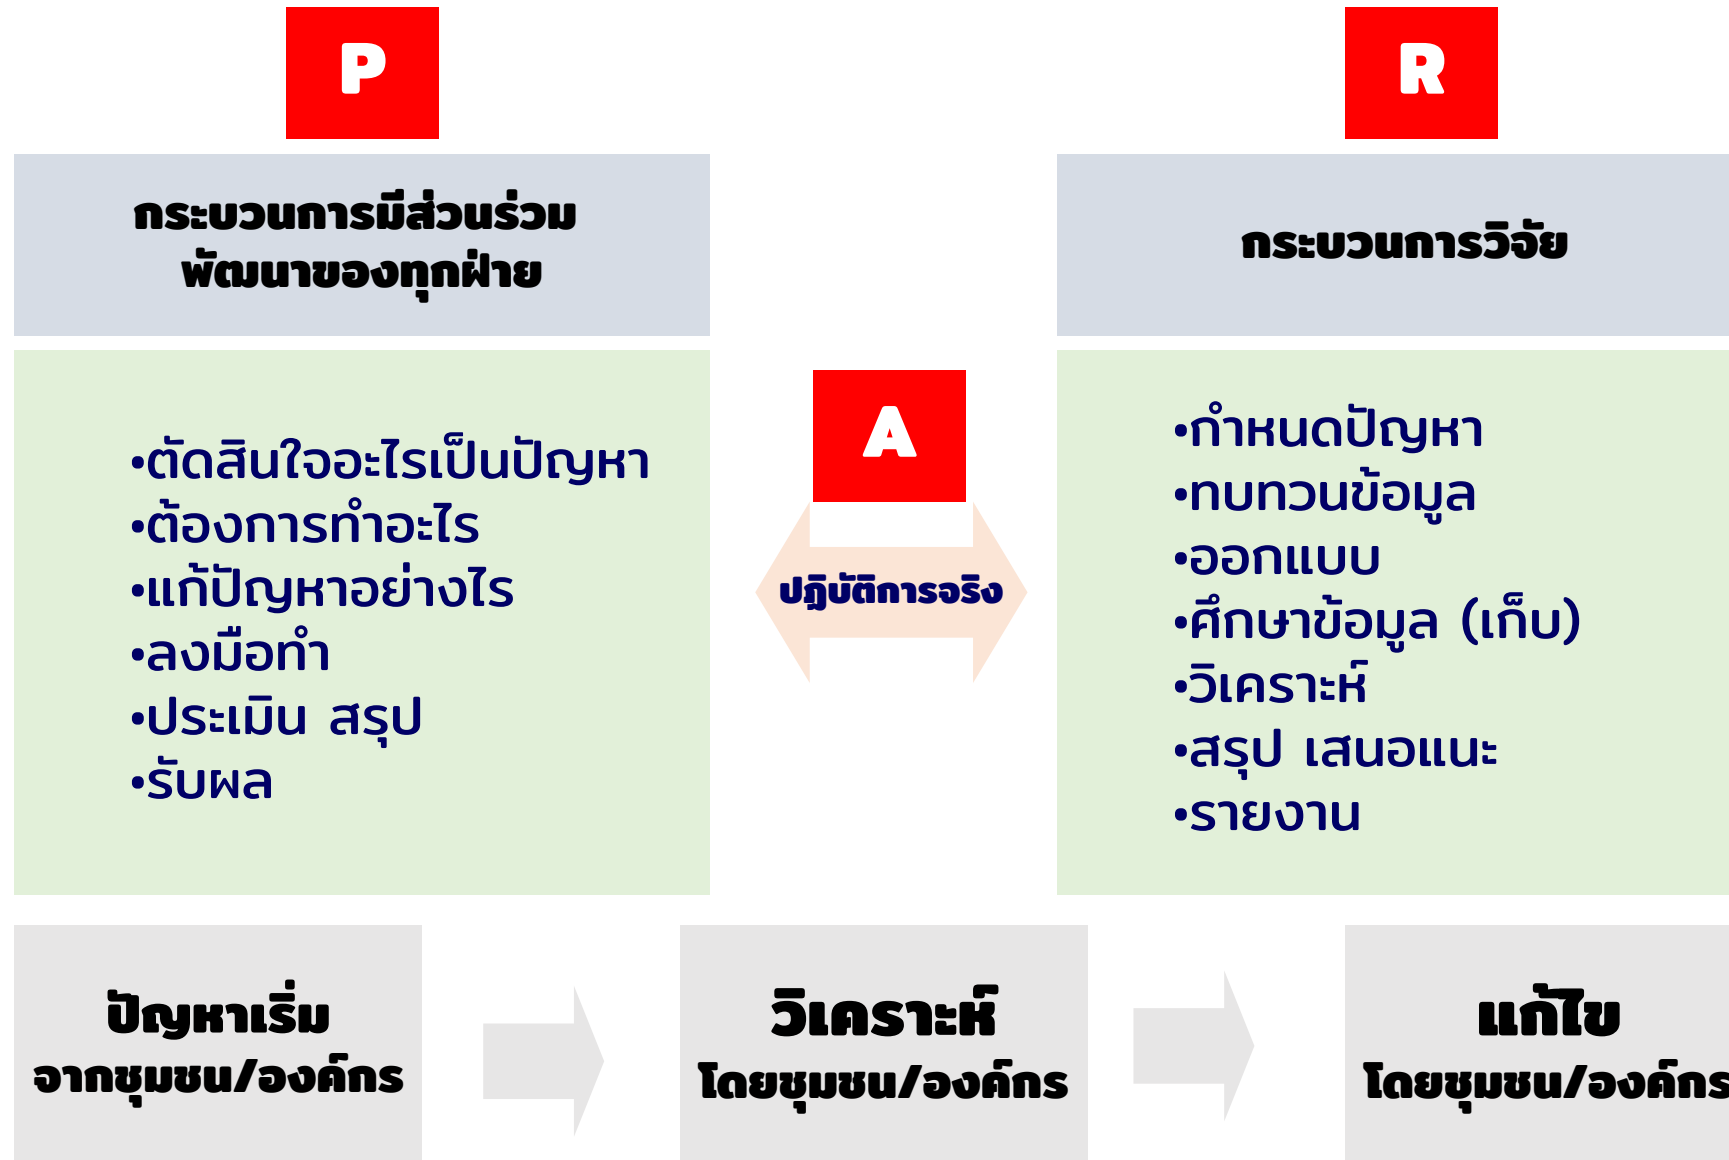 P
กระบวนการมีส่วนร่วม
พัฒนาของทุกฝ่าย
•ตัดสินใจอะไรเป็นปัญหา
•ต้องการทำอะไร
•แก้ปัญหาอย่างไร
•ลงมือทำ
•ประเมิน สรุป
•รับผล
A
ปฏิบัติการจริง
R
กระบวนการวิจัย
•กำหนดปัญหา
•ทบทวนข้อมูล
•ออกแบบ
•ศึกษาข้อมูล (เก็บ)
•วิเคราะห์
•สรุป เสนอแนะ
•รายงาน
ปัญหาเริ่ม
จากชุมชน/องค์กร
วิเคราะห์
โดยชุมชน/องค์กร
แก้ไข
โดยชุมชน/องค์กร